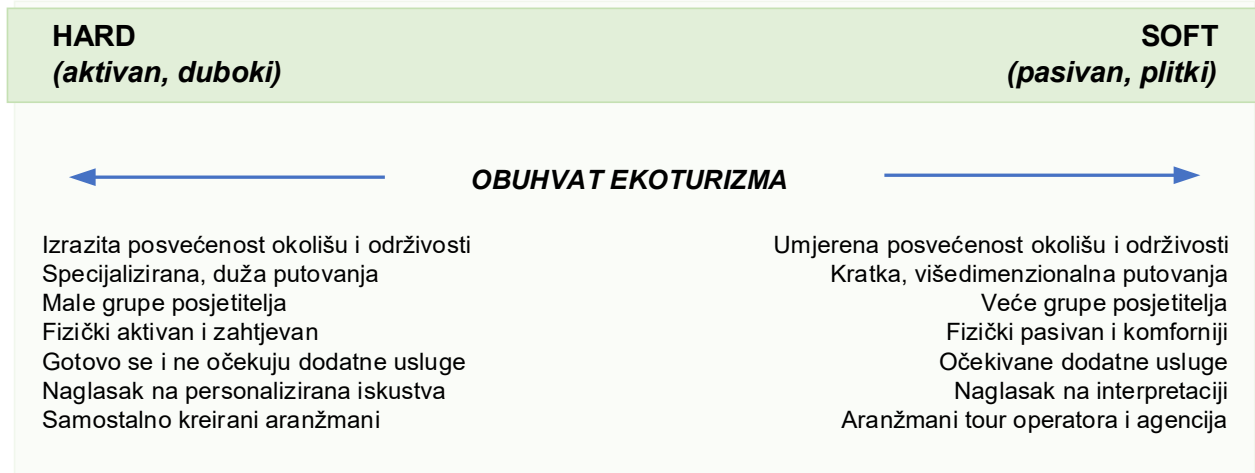 HARD
(aktivan, duboki)
SOFT
(pasivan, plitki)
OBUHVAT EKOTURIZMA
Izrazita posvećenost okolišu i održivosti
Specijalizirana, duža putovanja
Male grupe posjetitelja
Fizički aktivan i zahtjevan
Gotovo se i ne očekuju dodatne usluge
Naglasak na personalizirana iskustva
Samostalno kreirani aranžmani
Umjerena posvećenost okolišu i održivosti
Kratka, višedimenzionalna putovanja
Veće grupe posjetitelja
Fizički pasivan i komforniji
Očekivane dodatne usluge
Naglasak na interpretaciji
Aranžmani tour operatora i agencija